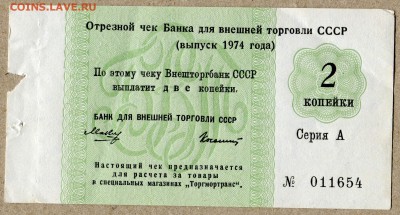 COINS.LAVE.RU
Отрезной чек Банка для внешней торговли СССР
(выпуск 1974 года)
По этому чеку Внешторгбанк СССР
выплатит две копейки.
2
КОПЕЙКИ
БАНК ДЛЯ ВНЕШНЕЙ ТОРГОВЛИ СССР
Серия А
Настоящий чек предназначается
для расчета за товары
в специальных магазинах „Торгмортранс".
№ 011654